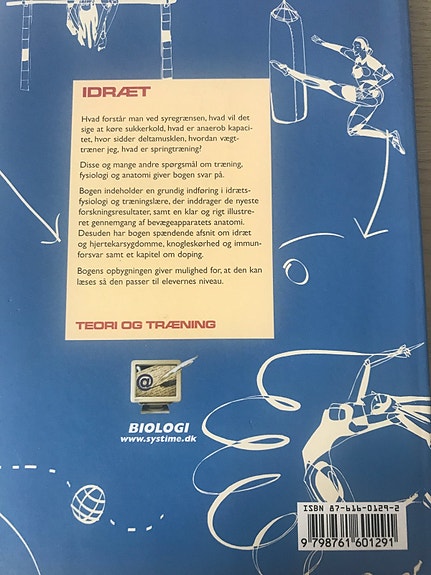 IDRÆT
Hvad forstår man ved syregrænsen, hvad vil det
sige at køre sukkerkold, hvad er anaerob kapaci-
tet, hvor sidder deltamusklen, hvordan vægt-
træner jeg, hvad er springtræning?
Disse og mange andre spørgsmål om træning,
fysiologi og anatomi giver bogen svar på.
Bogen indeholder en grundig indføring i idræts-
fysiologi og træningslære, der inddrager de nyeste
forskningsresultater, samt en klar og rigt illustre-
ret gennemgang af bevægeapparatets anatomi.
Desuden har bogen spændende afsnit om idræt
og hjertekarsygdomme, knogleskørhed og immun-
forsvar samt et kapitel om doping.
Bogens opbygningen giver mulighed for, at den kan
læses så den passer til elevernes niveau.
TEORI OG TRÆNING
@
BIOLOGI
www.systime.dk
ISBN 87-616-0129-2
9 798761 601291